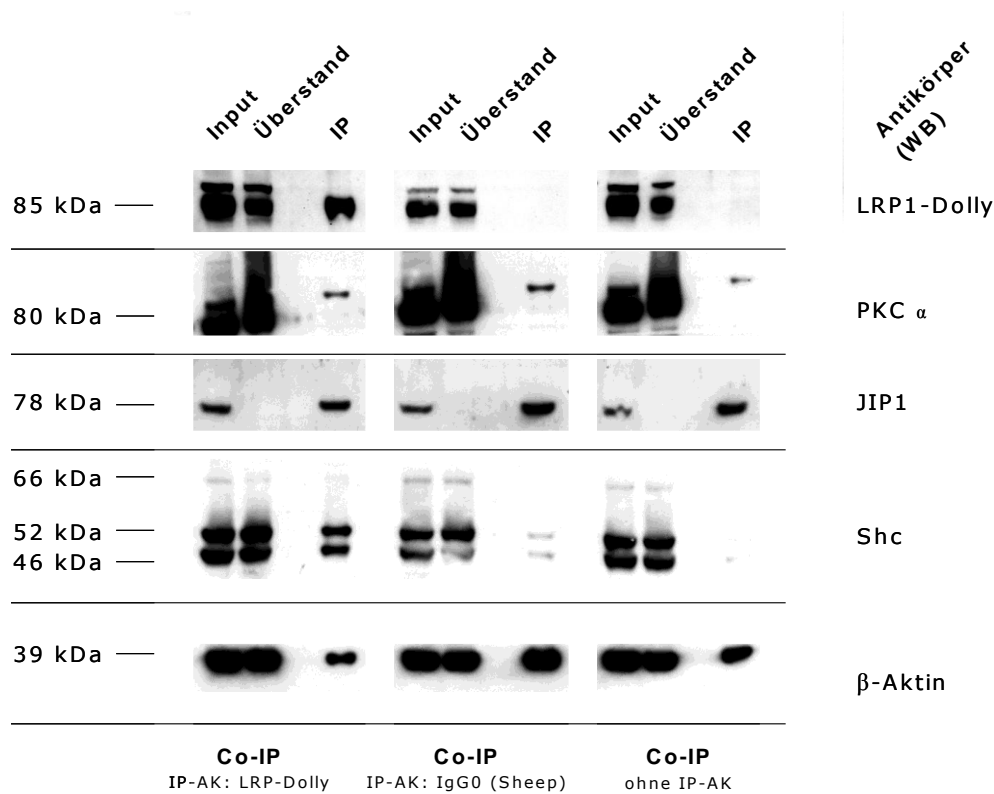 Input Überstand IP Input Überstand IP Input Überstand IP Antikörper
(WB)
85 kDa LRP1-Dolly
80 kDa PKC α
78 kDa JIP1
66 kDa
52 kDa Shc
46 kDa
39 kDa
β-Aktin
Co-IP Co-IP Co-IP
IP-AK: LRP-Dolly IP-AK: IgG0 (Sheep) ohne IP-AK